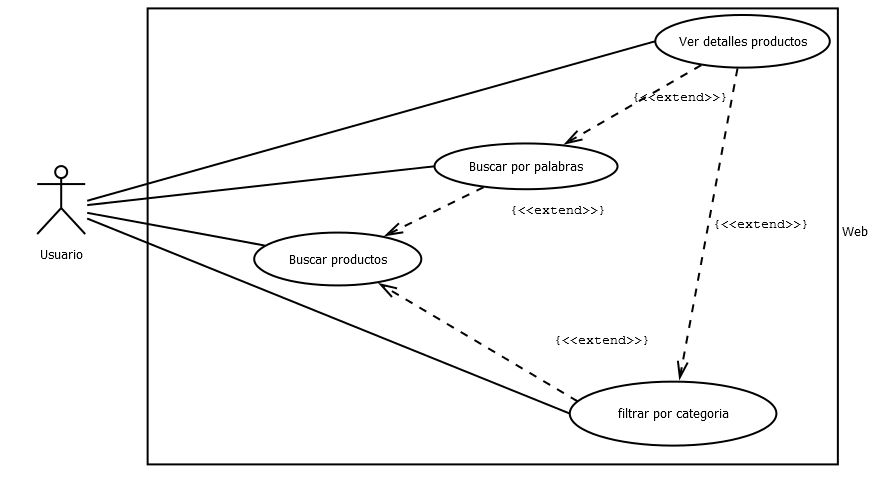 Ver detalles productos
{<<extend>>}
Buscar por palabras
{<<extend>>}
{<<extend>>}
Web
Usuario
Buscar productos
{<<extend>>}
filtrar por categoria